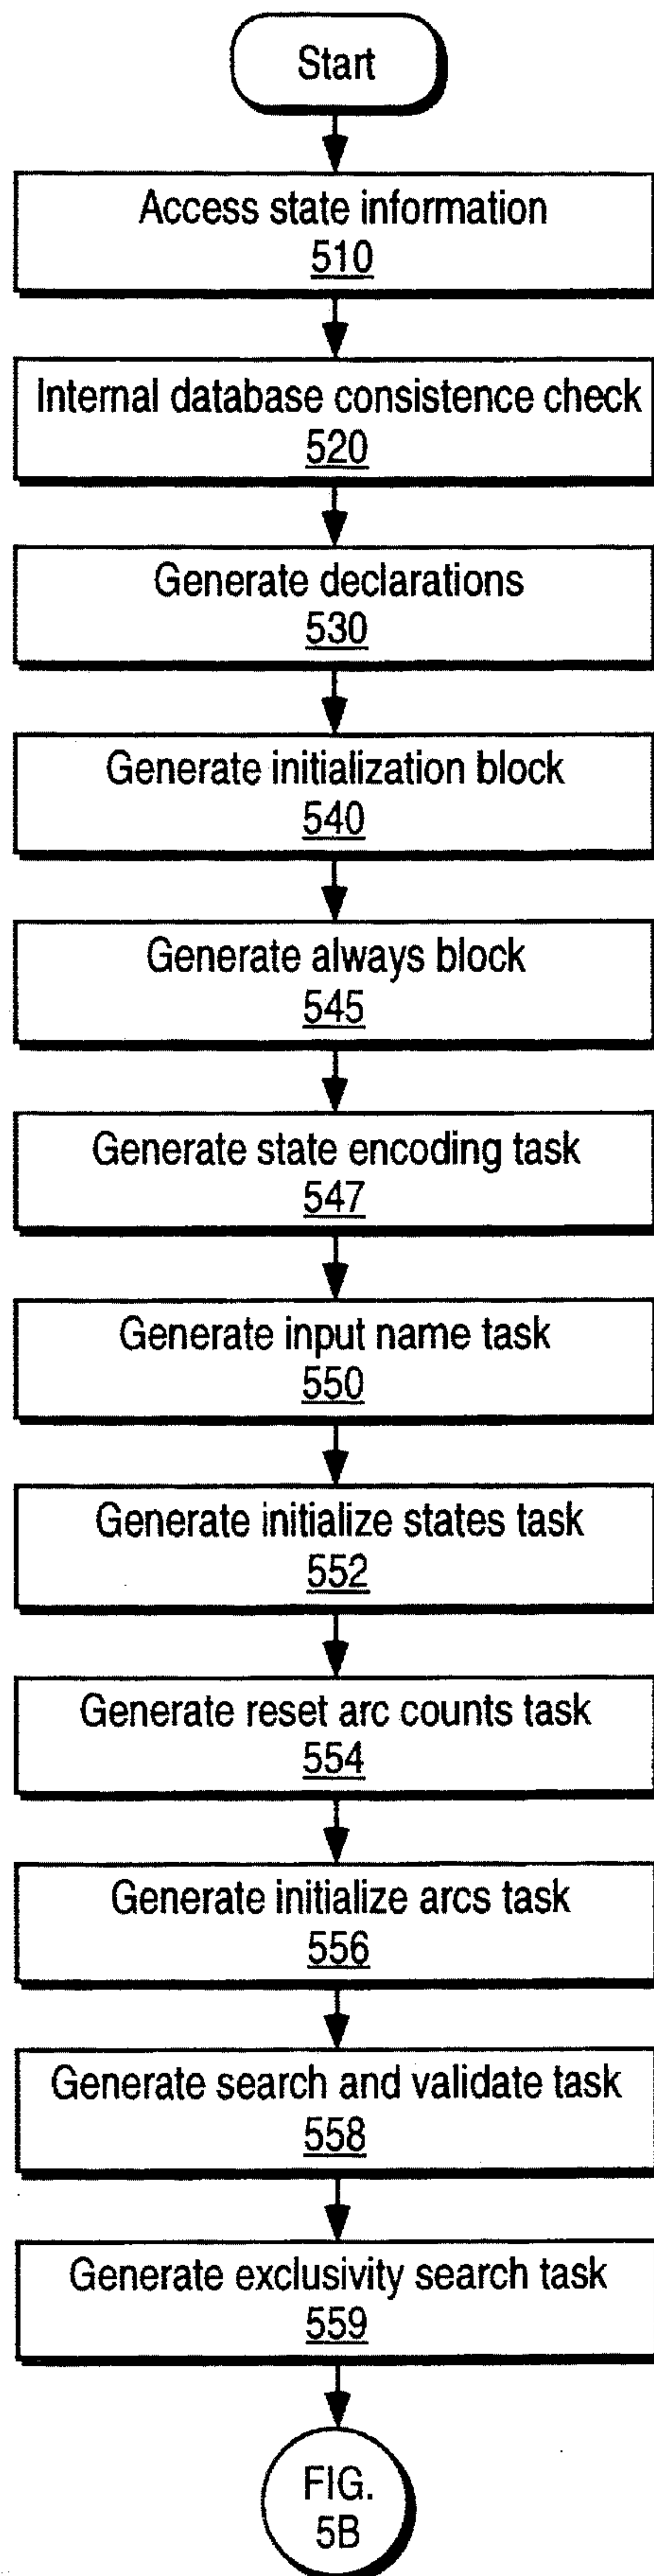 Start
Access state information
510
Internal database consistence check
520
Generate declarations
530
Generate initialization block
540
Generate always block
545
Generate state encoding task
547
Generate input name task
550
Generate initialize states task
552
Generate reset arc counts task
554
Generate initialize arcs task
556
Generate search and validate task
558
Generate exclusivity search task
559
FIG.
5B